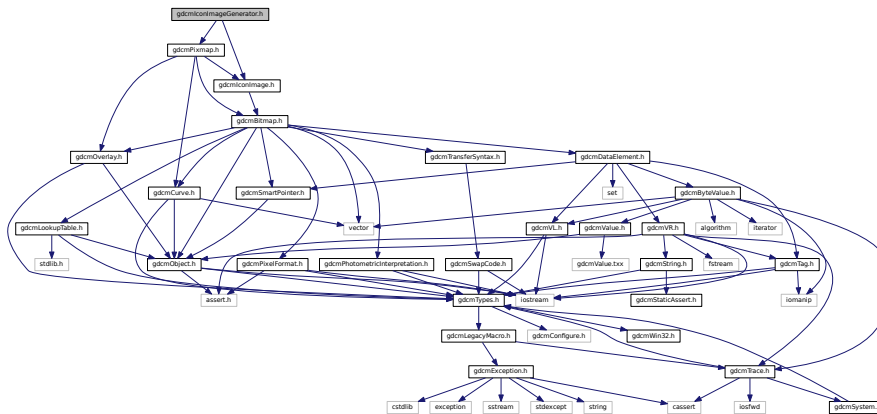 gdcmIconImageGenerator.h
gdcmPixmap.h
gdcmIconImage.h
gdcmBitmap.h
gdcmOverlay.h
gdcmTransferSyntax.h
gdcmDataElement.h
gdcmCurve.h
gdcmSmartPointer.h
set
gdcmByteValue.h
gdcmLookupTable.h
vector
gdcmVL.h
gdcmValue.h
gdcmVR.h
algorithm
iterator
stdlib.h
gdcmObject.h
gdcmPixelFormat.h
gdcmPhotometricInterpretation.h
gdcmSwapCode.h
gdcmValue.txx
gdcmString.h
fstream
gdcmTag.h
assert.h
gdcmTypes.h
iostream
gdcmStaticAssert.h
iomanip
gdcmLegacyMacro.h
gdcmConfigure.h
gdcmWin32.h
gdcmException.h
gdcmTrace.h
cstdlib
exception
sstream
stdexcept
string
cassert
iosfwd
gdcmSystem.